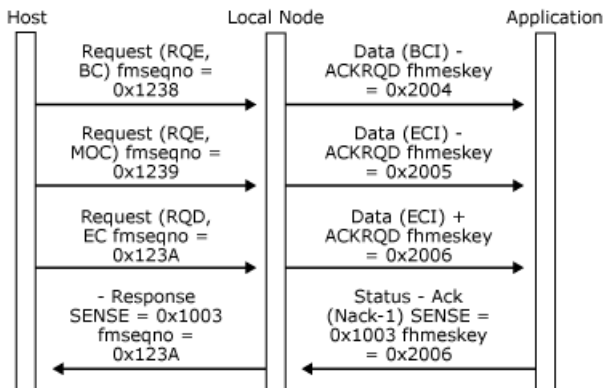 Host
Local Node
Application
Request (RQE,
BC) fmseqno =
0x1238
Data (BCI) -
ACKRQD fhmeskey
= 0x2004
Request (RQE,
MOC) fmseqno =
0x1239
Data (ECI) -
ACKRQD fhmeskey
= 0x2005
Request (RQD,
EC fmseqno =
0x123A
Data (ECI) +
ACKRQD fhmeskey
= 0x2006
- Response
SENSE = 0x1003
fmseqno =
0x123A
Status - Ack
(Nack-1) SENSE =
0x1003 fhmeskey
= 0x2006